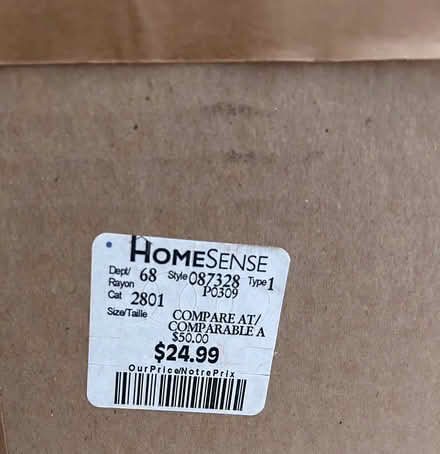 HOMESENSE
Dept/ Rayon 68 Style 087328 Type 1
P0309
Cat 2801
Size/Taille
COMPARE AT/
COMPARABLE A
$50.00
$24.99
OurPrice/NotrePrix